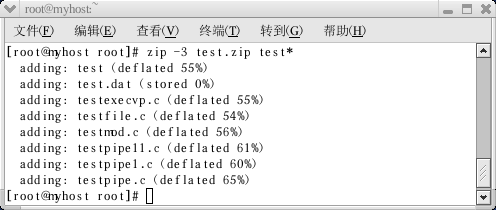 root@myhost:~
文件(F) 编辑(E) 查看(V) 终端(T) 转到(G) 帮助(H)
[root@myhost root]# zip -3 test.zip test*
adding: test (deflated 55%)
adding: test.dat (stored 0%)
adding: testexecvp.c (deflated 55%)
adding: testfile.c (deflated 54%)
adding: testmod.c (deflated 56%)
adding: testpipe11.c (deflated 61%)
adding: testpipe1.c (deflated 60%)
adding: testpipe.c (deflated 65%)
[root@myhost root]#